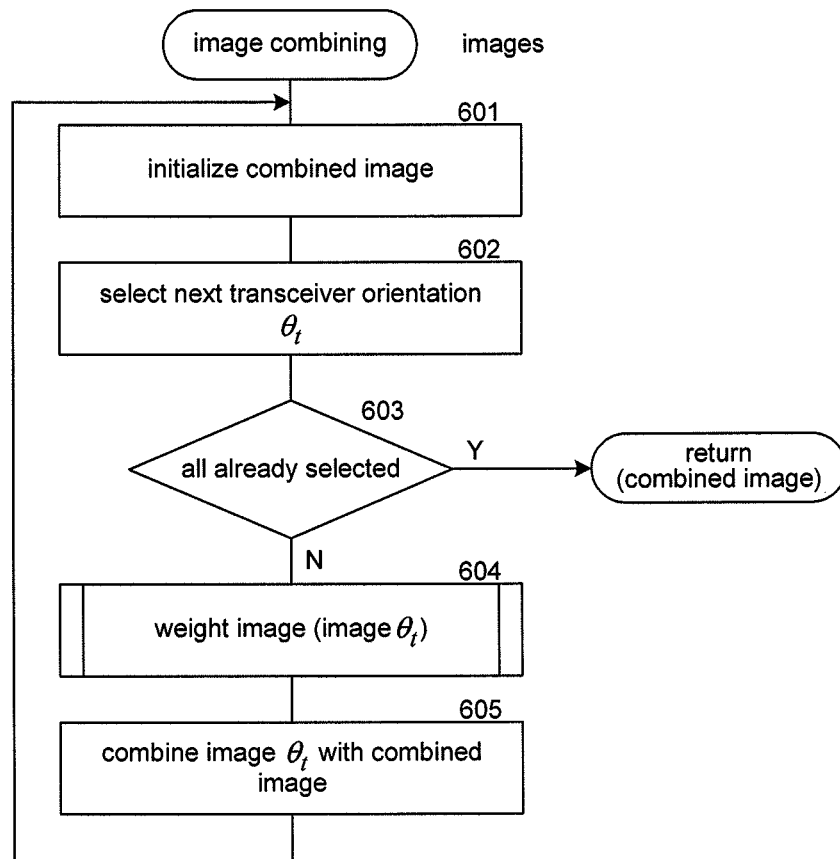 image combining
images
601
initialize combined image
602
select next transceiver orientation
θt
603
all already selected
Y
return
(combined image)
N
604
weight image (image θt)
605
combine image θt with combined
image